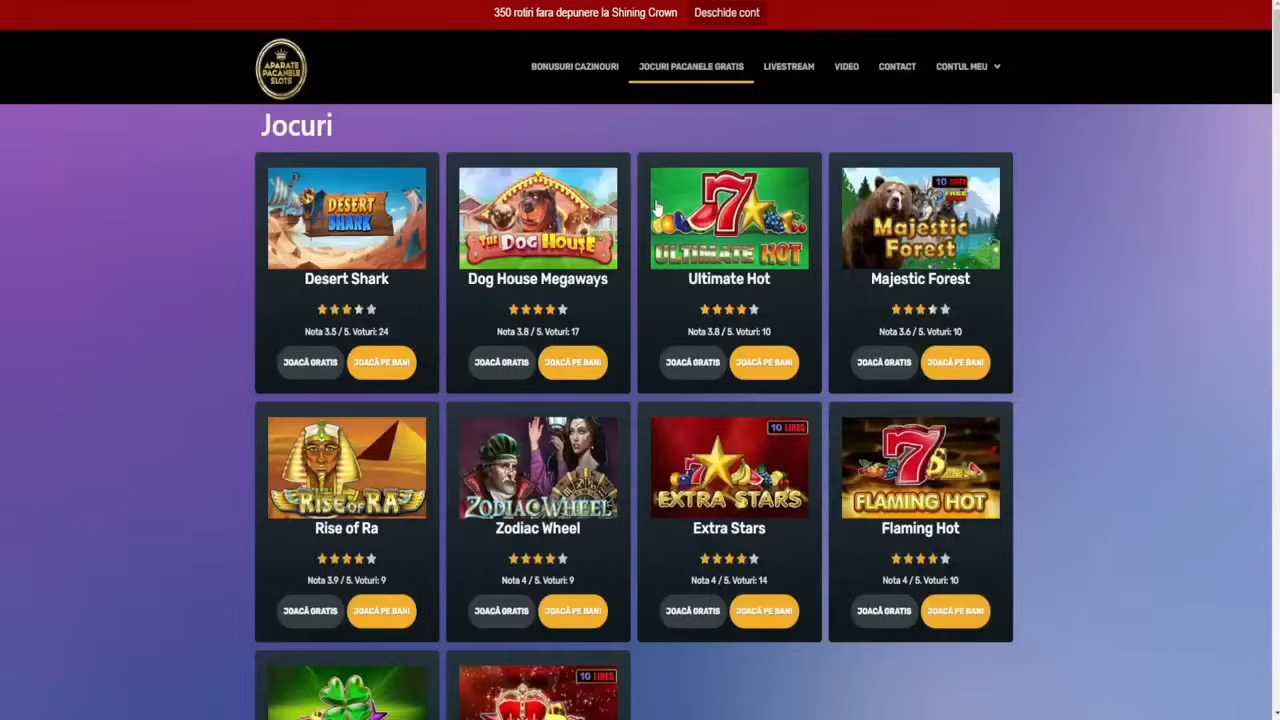 350 rotiri fara depunere la Shining Crown Deschide cont
APARATE
PACANELE
SLOTS
BONUSURI CAZINOURI JOCURI PACANELE GRATIS LIVESTREAM VIDEO CONTACT CONTUL MEU
Jocuri
DESERT
SHARK
THE DOG HOUSE
7
ULTIMATE HOT
10 LINES
FREE
Majestic
Forest
Desert Shark Dog House Megaways Ultimate Hot Majestic Forest
Nota 3.5 / 5. Voturi: 24 Nota 3.8 / 5. Voturi: 17 Nota 3.8 / 5. Voturi: 10 Nota 3.6 / 5. Voturi: 10
JOACĂ GRATIS JOACĂ PE BANI JOACĂ GRATIS JOACĂ PE BANI JOACĂ GRATIS JOACĂ PE BANI JOACĂ GRATIS JOACĂ PE BANI
RISE OF RA
ZODIAC WHEEL
10 LINES
7
EXTRA STARS
7
FLAMING HOT
Rise of Ra Zodiac Wheel Extra Stars Flaming Hot
Nota 3.9 / 5. Voturi: 9 Nota 4 / 5. Voturi: 9 Nota 4 / 5. Voturi: 14 Nota 4 / 5. Voturi: 10
JOACĂ GRATIS JOACĂ PE BANI JOACĂ GRATIS JOACĂ PE BANI JOACĂ GRATIS JOACĂ PE BANI JOACĂ GRATIS JOACĂ PE BANI
10 LINES